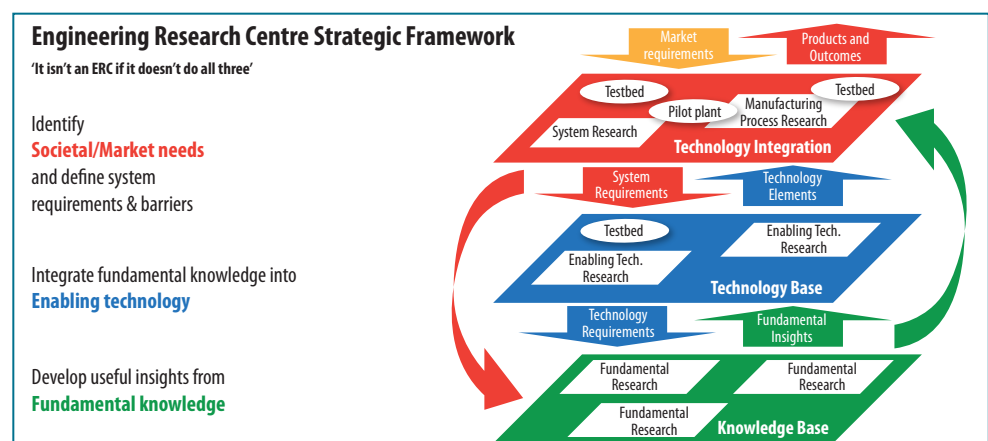 Engineering Research Centre Strategic Framework
'It isn't an ERC if it doesn't do all three'
Identify
Societal/Market needs
and define system
requirements & barriers
Integrate fundamental knowledge into
Enabling technology
Develop useful insights from
Fundamental knowledge
Market
requirements
Products and
Outcomes
Testbed
Testbed
Pilot plant
Manufacturing
Process Research
System Research
Technology Integration
System
Requirements
Technology
Elements
Testbed
Enabling Tech.
Research
Enabling Tech.
Research
Technology Base
Technology
Requirements
Fundamental
Insights
Fundamental
Research
Fundamental
Research
Fundamental
Research
Knowledge Base